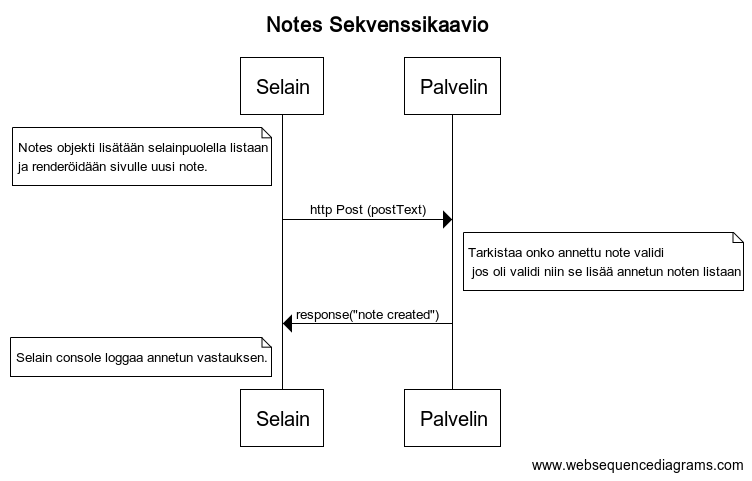 Notes Sekvenssikaavio
Selain
Palvelin
Notes objekti lisätään selainpuolella listaan
ja renderöidään sivulle uusi note.
http Post (postText)
Tarkistaa onko annettu note validi
jos oli validi niin se lisää annetun noten listaan
response("note created")
Selain console loggaa annetun vastauksen.
Selain
Palvelin
www.websequencediagrams.com